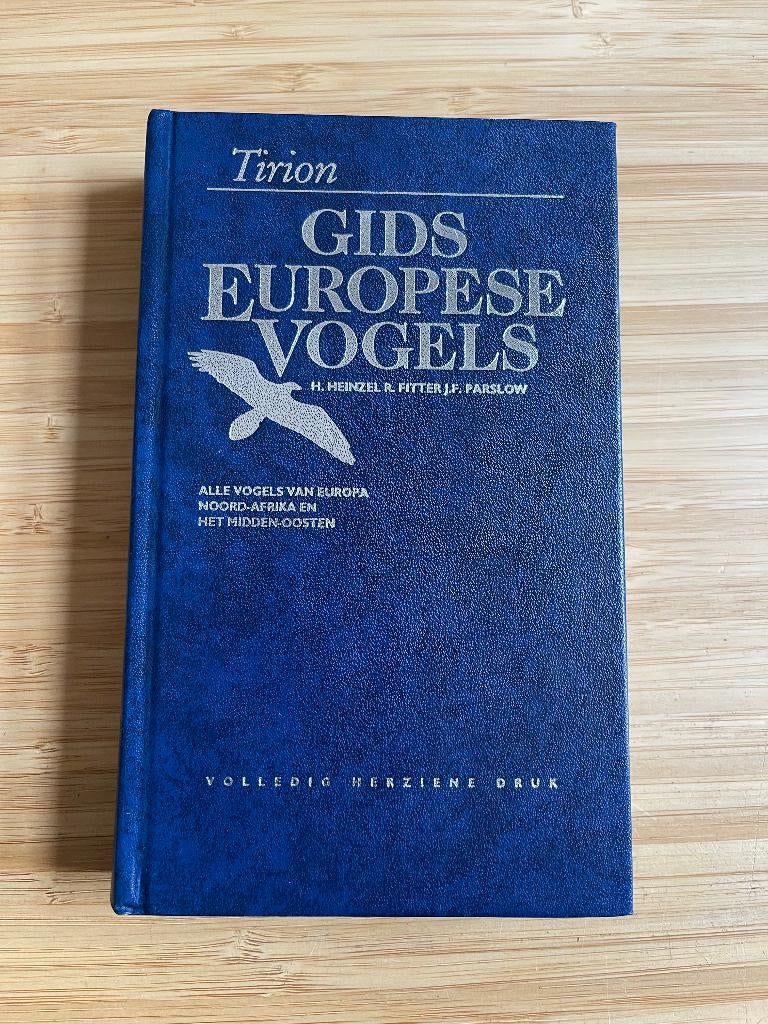 Tirion
GIDS
EUROPESE
VOGELS
H. HEINZEL R. FITTER J.F. PARSLOW
ALLE VOGELS VAN EUROPA
NOORD-AFRIKA EN
HET MIDDEN-OOSTEN
VOLLEDIG HERZIENE DRUK